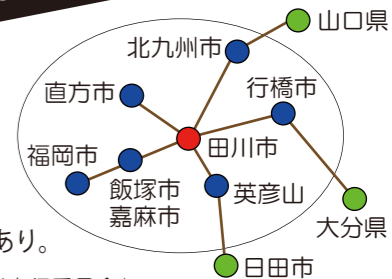 山口県
北九州市
行橋市
直方市
田川市
福岡市
飯塚市
嘉麻市
英彦山
大分県
あり。
日田市